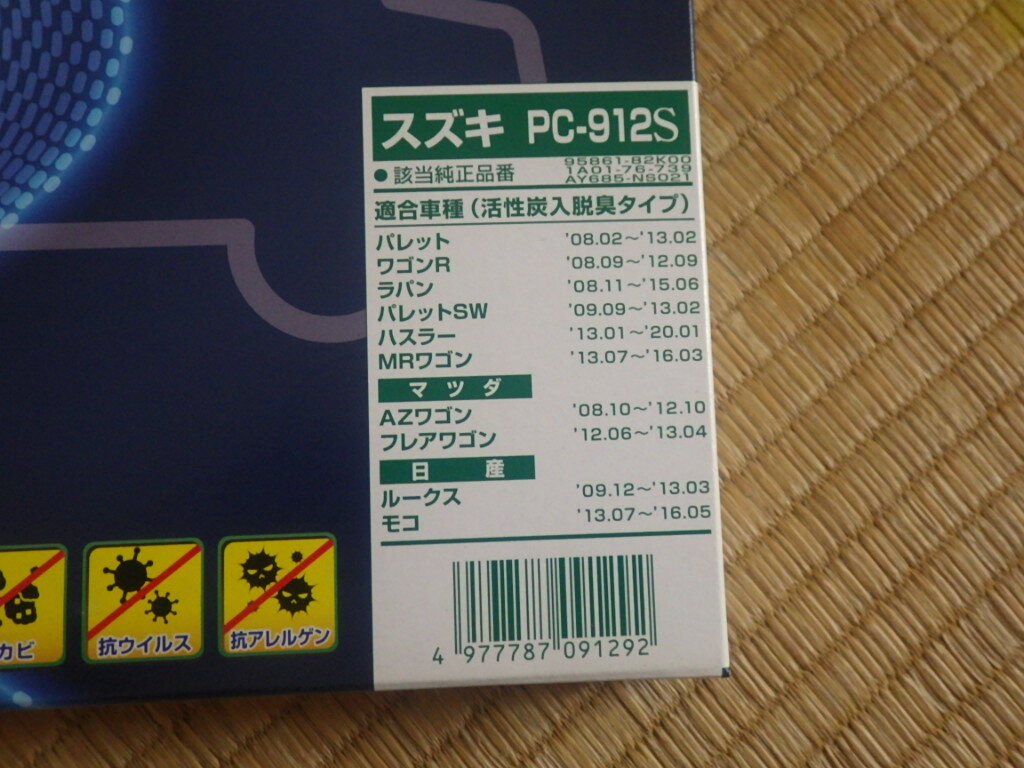 スズキ PC-912S
●該当純正品番 95861-82K00
1A01-76-739
AY685-NS021
適合車種(活性炭入脱臭タイプ)
パレット '08.02～'13.02
ワゴンR '08.09～'12.09
ラパン '08.11～'15.06
パレットSW '09.09～'13.02
ハスラー '13.01～'20.01
MRワゴン '13.07～'16.03
マツダ
AZワゴン '08.10～'12.10
フレアワゴン '12.06～'13.04
日産
ルークス '09.12～'13.03
モコ '13.07～'16.05
カビ
抗ウイルス
抗アレルゲン
4 977787 091292